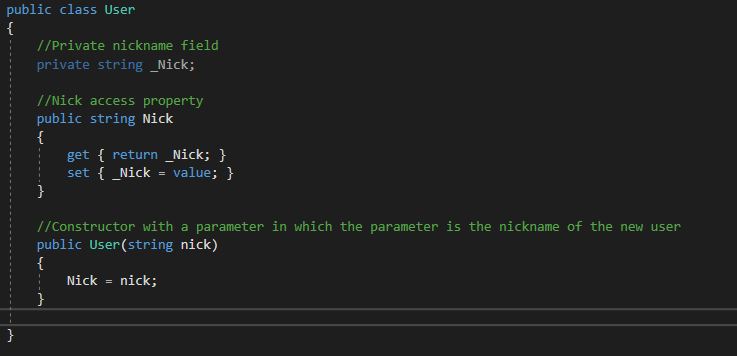 public class User
{
//Private nickname field
private string _Nick;
//Nick access property
public string Nick
{
get { return _Nick; }
set { _Nick = value; }
}
//Constructor with a parameter in which the parameter is the nickname of the new user
public User(string nick)
{
Nick = nick;
}
}